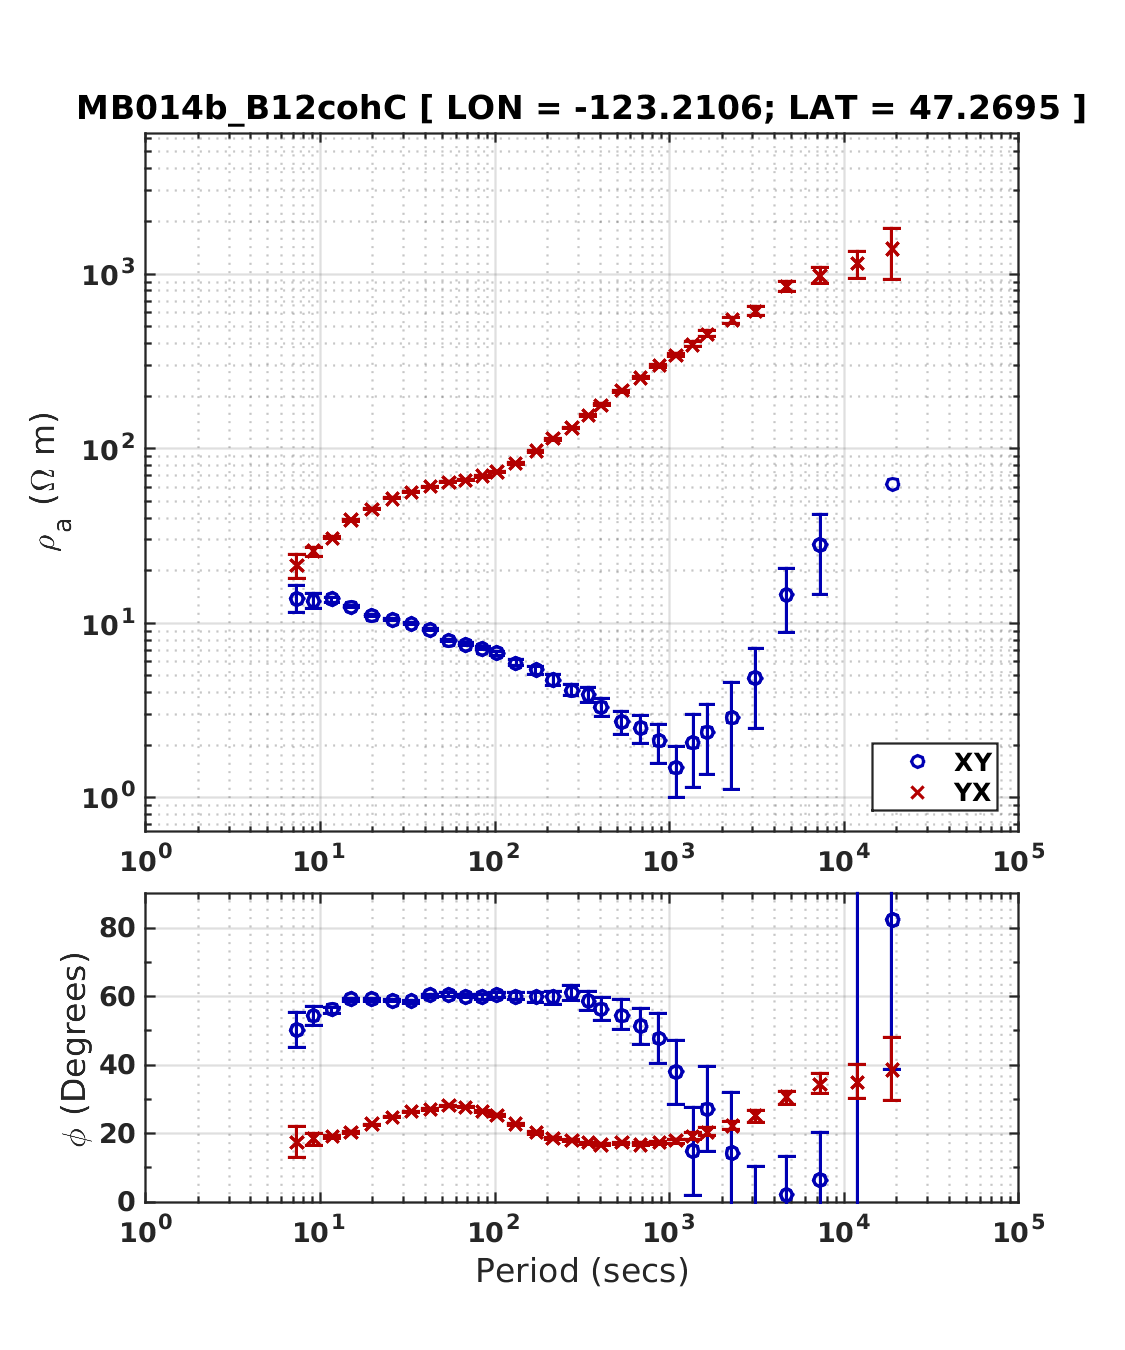 MB014b_B12cohC [ LON = -123.2106; LAT = 47.2695 ]
ρa (Ω m)
10³
10²
10¹
10⁰
XY
YX
10⁰ 10¹ 10² 10³ 10⁴ 10⁵
ϕ (Degrees)
80
60
40
20
0
10⁰ 10¹ 10² 10³ 10⁴ 10⁵
Period (secs)